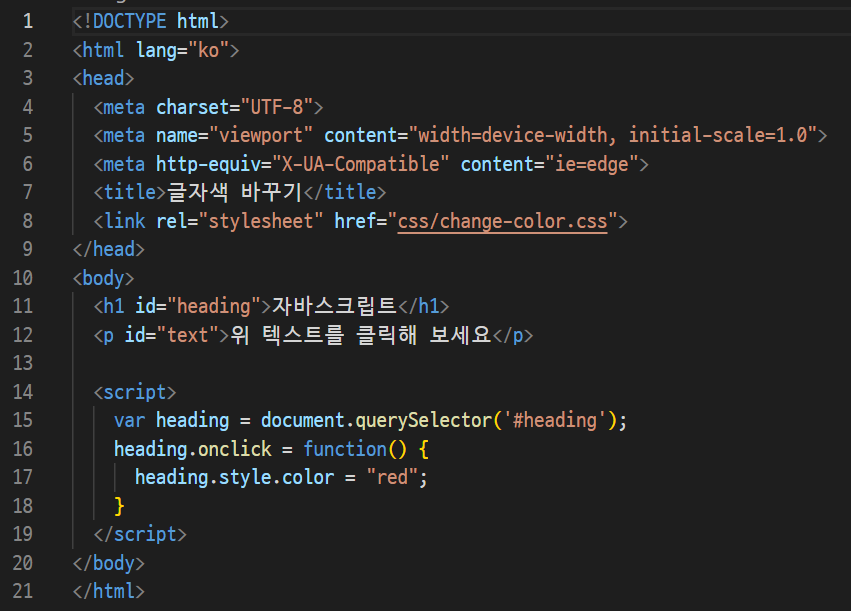 1 <!DOCTYPE html>
2 <html lang="ko">
3 <head>
4   <meta charset="UTF-8">
5   <meta name="viewport" content="width=device-width, initial-scale=1.0">
6   <meta http-equiv="X-UA-Compatible" content="ie=edge">
7   <title>글자색 바꾸기</title>
8   <link rel="stylesheet" href="css/change-color.css">
9 </head>
10 <body>
11   <h1 id="heading">자바스크립트</h1>
12   <p id="text">위 텍스트를 클릭해 보세요</p>
13
14   <script>
15     var heading = document.querySelector('#heading');
16     heading.onclick = function() {
17       heading.style.color = "red";
18     }
19   </script>
20 </body>
21 </html>